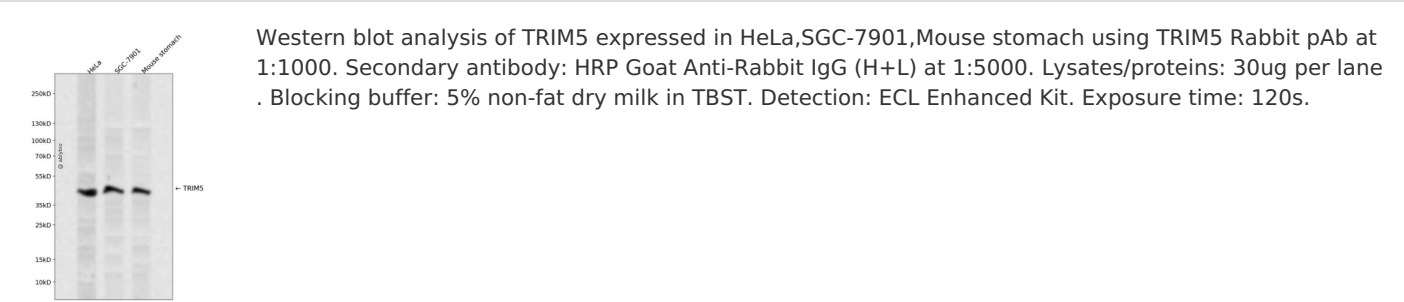 HeLa
SGC-7901
Mouse stomach
250kD
130kD
100kD
70kD
55kD
35kD
25kD
15kD
10kD
@ ablybio
← TRIM5
Western blot analysis of TRIM5 expressed in HeLa,SGC-7901,Mouse stomach using TRIM5 Rabbit pAb at
1:1000. Secondary antibody: HRP Goat Anti-Rabbit IgG (H+L) at 1:5000. Lysates/proteins: 30ug per lane
. Blocking buffer: 5% non-fat dry milk in TBST. Detection: ECL Enhanced Kit. Exposure time: 120s.